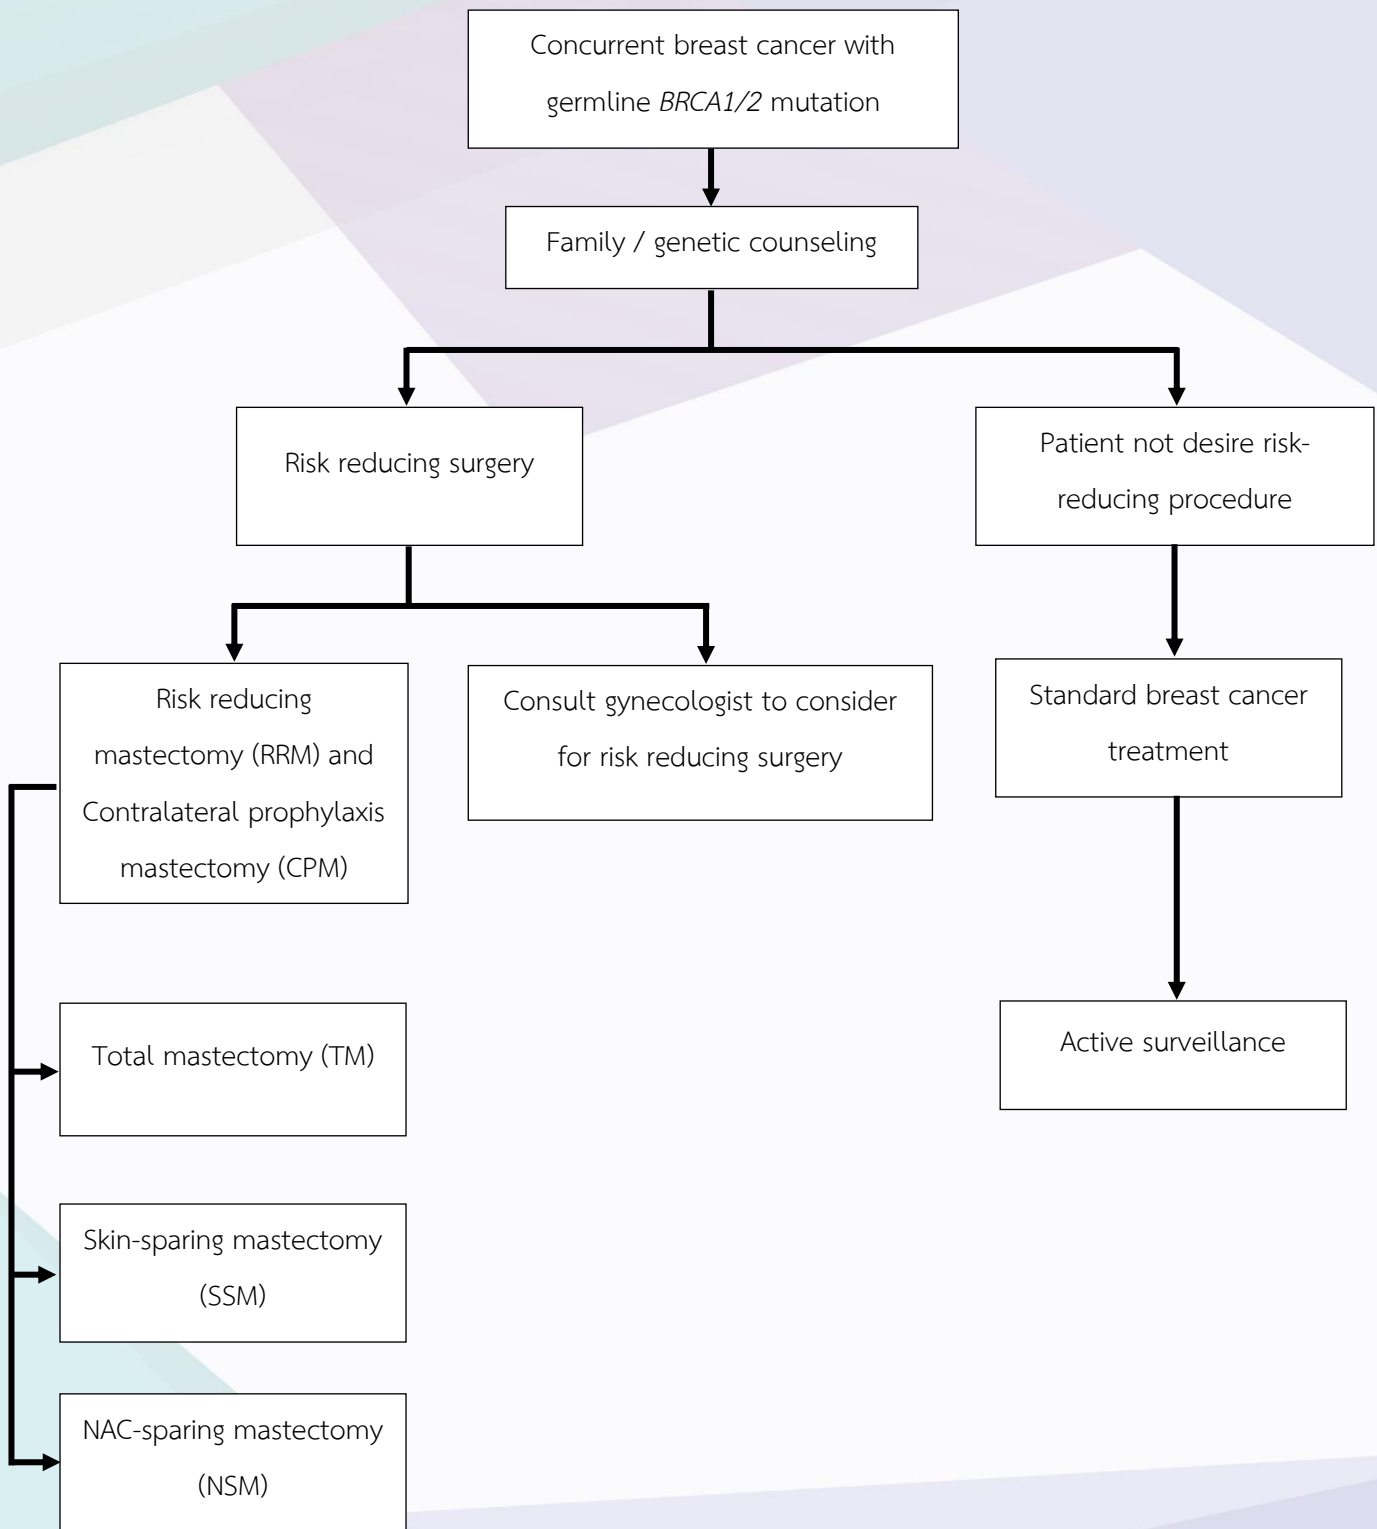 Concurrent breast cancer with
germline BRCA1/2 mutation
Family / genetic counseling
Risk reducing surgery
Patient not desire risk-
reducing procedure
Risk reducing
mastectomy (RRM) and
Contralateral prophylaxis
mastectomy (CPM)
Consult gynecologist to consider
for risk reducing surgery
Standard breast cancer
treatment
Total mastectomy (TM)
Active surveillance
Skin-sparing mastectomy
(SSM)
NAC-sparing mastectomy
(NSM)